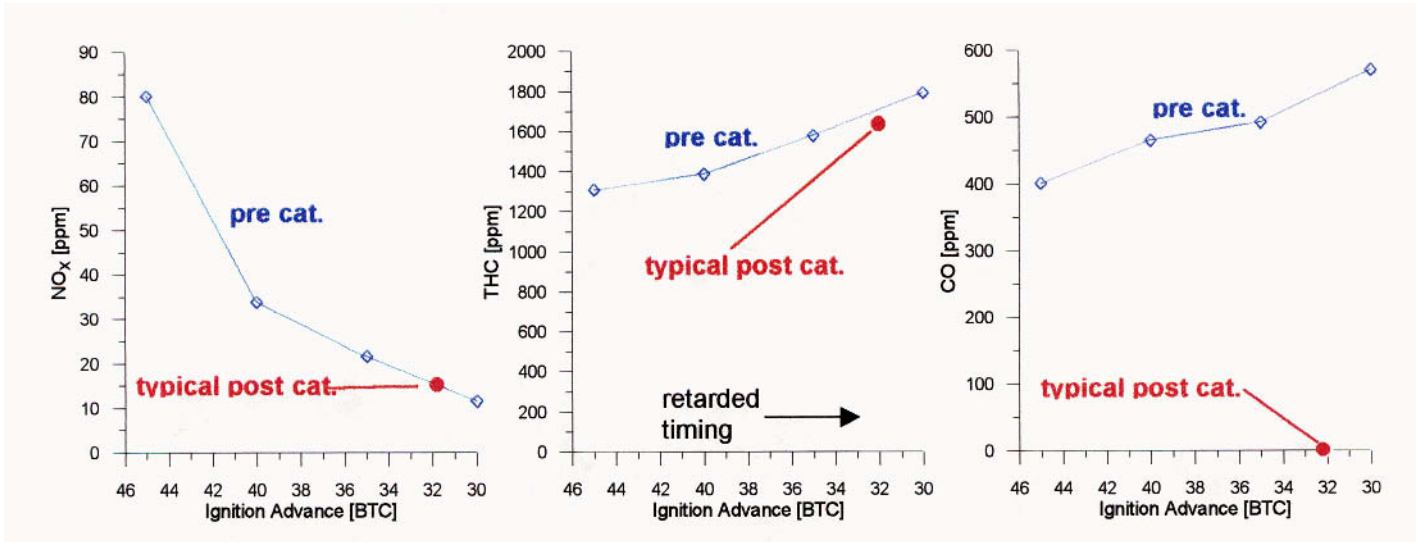 90
80
70
60
50
40
30
20
10
0
NOX [ppm]
pre cat.
typical post cat.
46 44 42 40 38 36 34 32 30
Ignition Advance [BTC]
2000
1800
1600
1400
1200
1000
800
600
400
200
0
THC [ppm]
pre cat.
typical post cat.
retarded
timing
46 44 42 40 38 36 34 32 30
Ignition Advance [BTC]
600
500
400
300
200
100
0
CO [ppm]
pre cat.
typical post cat.
46 44 42 40 38 36 34 32 30
Ignition Advance [BTC]